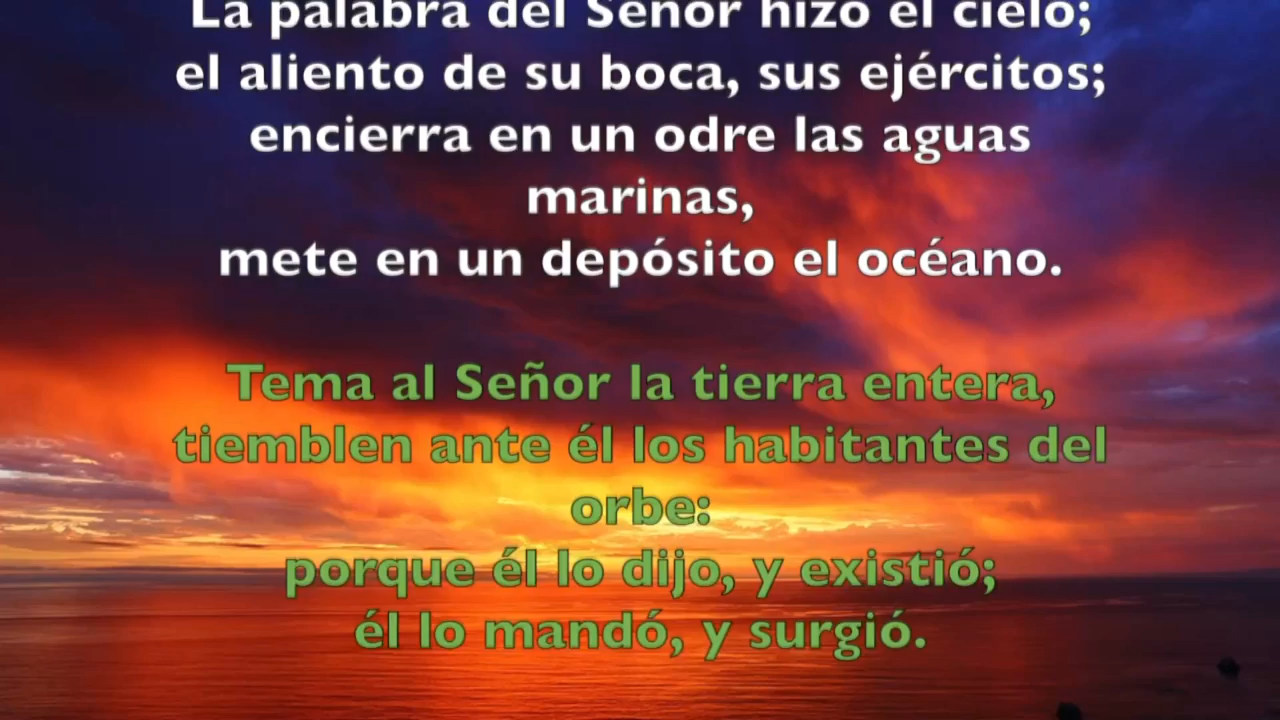 La palabra del Señor hizo el cielo;
el aliento de su boca, sus ejércitos;
encierra en un odre las aguas
marinas,
mete en un depósito el océano.
Tema al Señor la tierra entera,
tiemblen ante él los habitantes del
orbe:
porque él lo dijo, y existió;
él lo mandó, y surgió.